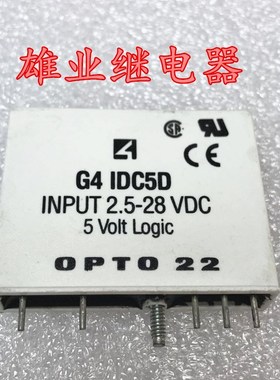 雄业继电器
G4 IDC5D
INPUT 2.5-28 VDC
5 Volt Logic
OPTO 22